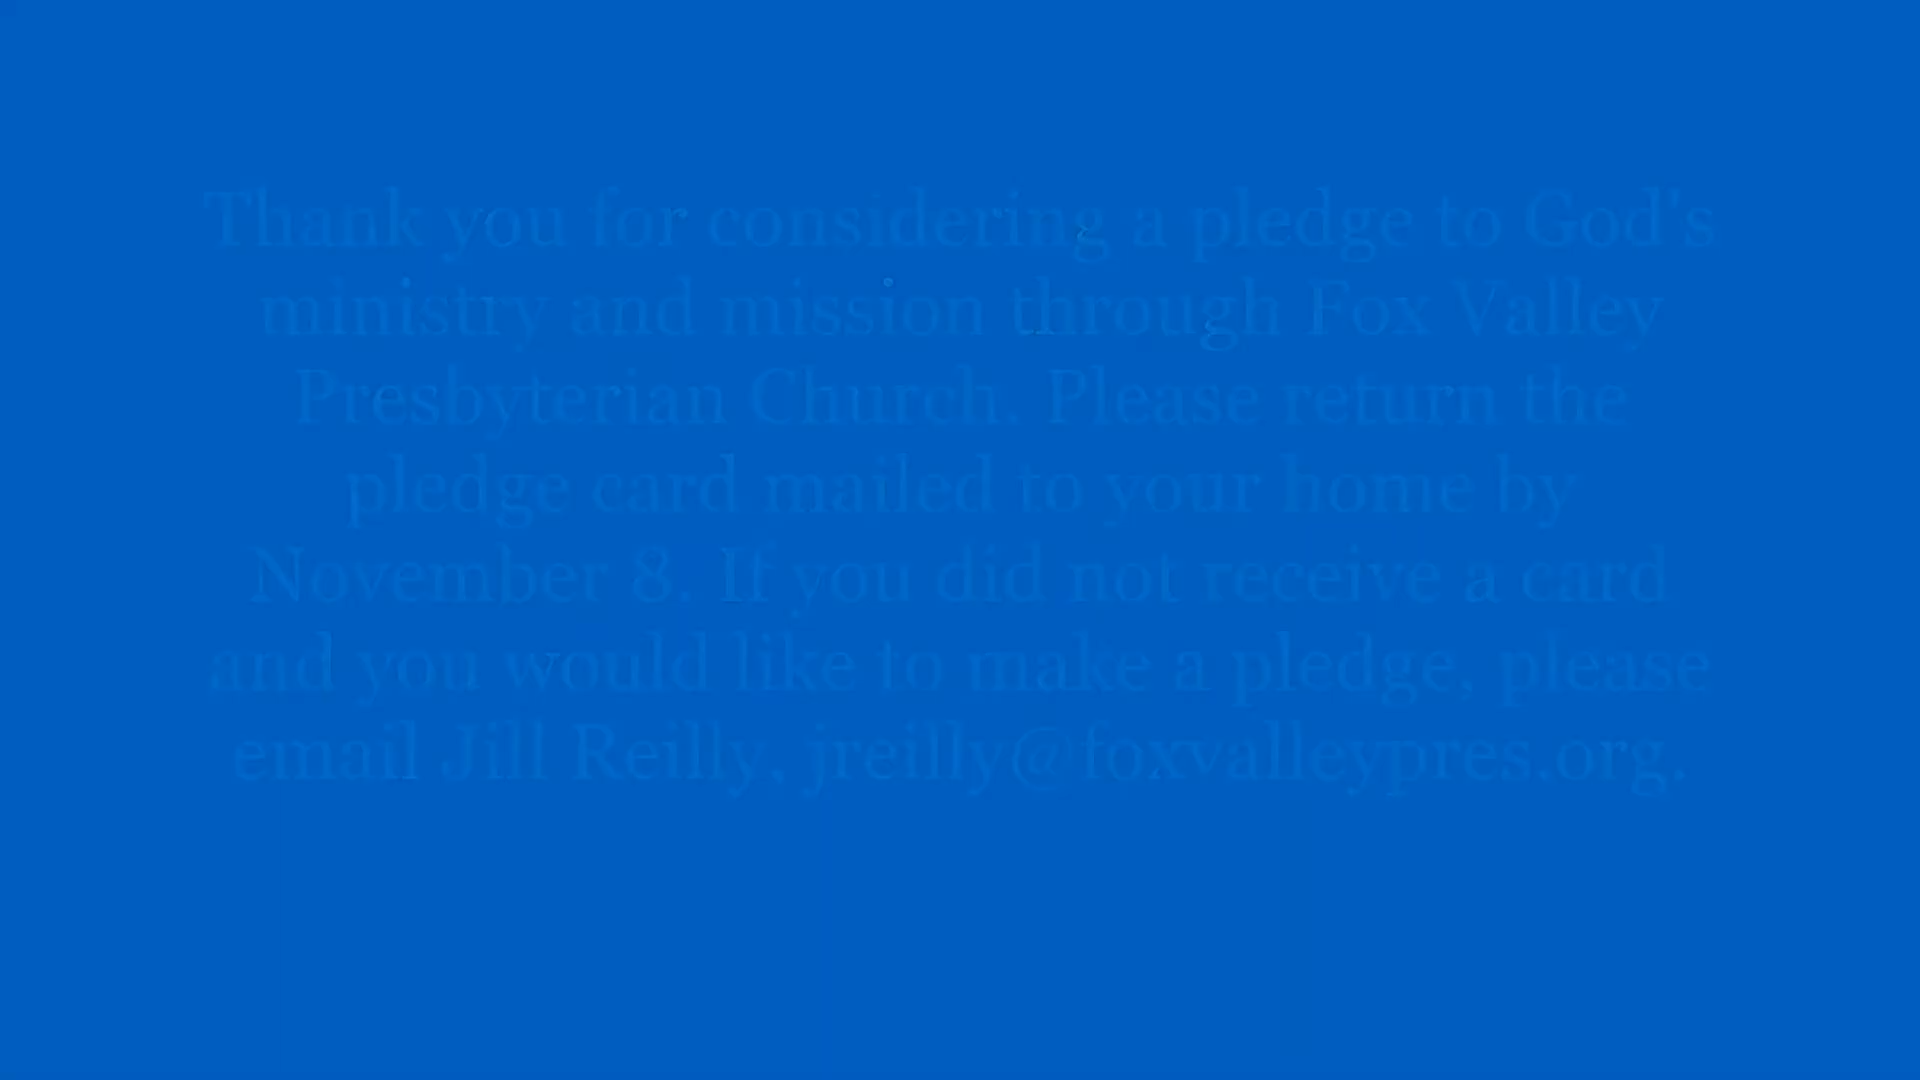 Thank you for considering a pledge to God's
ministry and mission through Fox Valley
Presbyterian Church. Please return the
pledge card mailed to your home by
November 8. If you did not receive a card
and you would like to make a pledge, please
email Jill Reilly, jreilly@foxvalleypres.org.